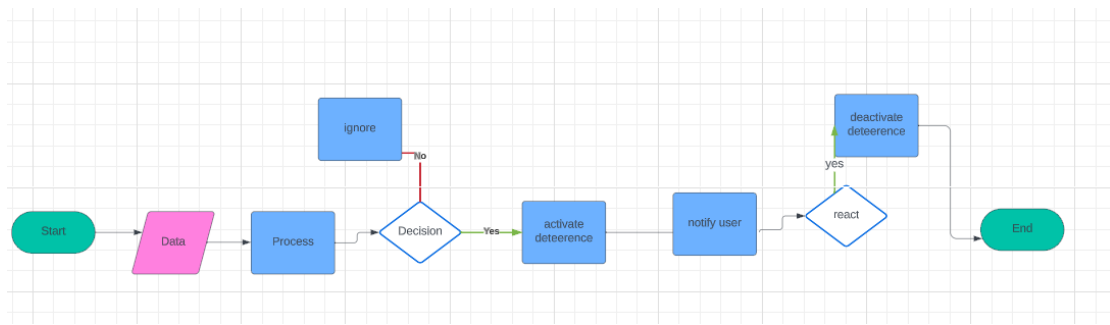 Start
Data
Process
ignore
No
Decision
Yes
activate
deteerence
notify user
react
yes
deactivate
deteerence
End